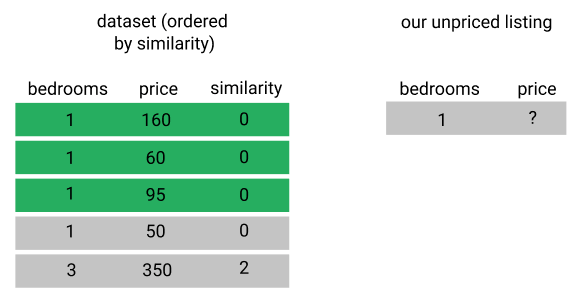 dataset (ordered
by similarity)
bedrooms price similarity
1 160 0
1 60 0
1 95 0
1 50 0
3 350 2
our unpriced listing
bedrooms price
1 ?